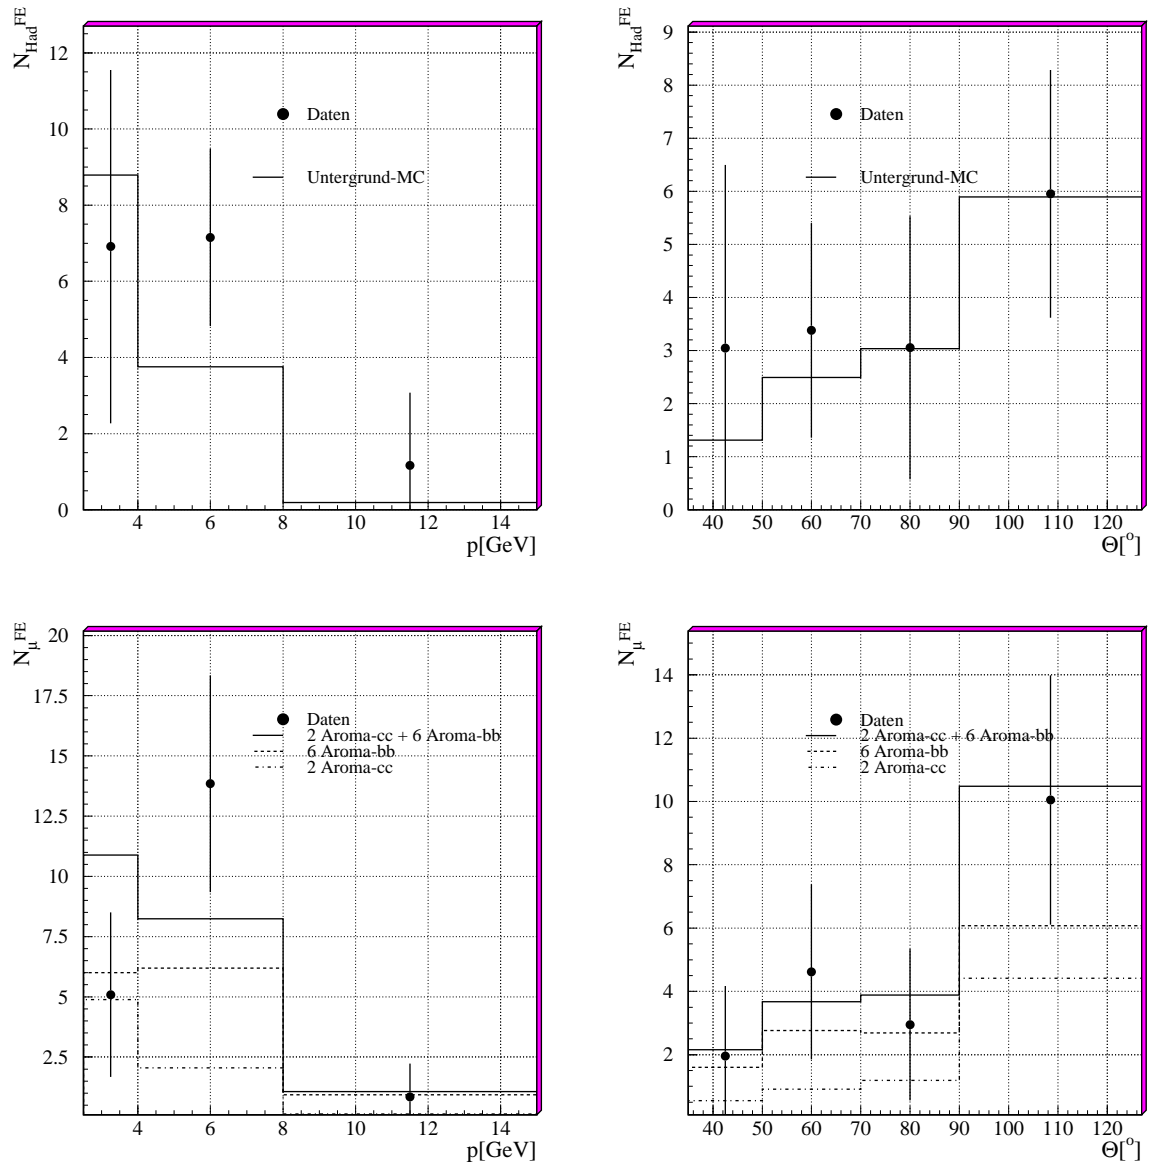 N_Had^FE
12
10
8
6
4
2
0
Daten
Untergrund-MC
4 6 8 10 12 14
p[GeV]
N_Had^FE
9
8
7
6
5
4
3
2
1
0
Daten
Untergrund-MC
40 50 60 70 80 90 100 110 120
Θ[°]
N_μ^FE
20
17.5
15
12.5
10
7.5
5
2.5
Daten
2 Aroma-cc + 6 Aroma-bb
6 Aroma-bb
2 Aroma-cc
4 6 8 10 12 14
p[GeV]
N_μ^FE
14
12
10
8
6
4
2
Daten
2 Aroma-cc + 6 Aroma-bb
6 Aroma-bb
2 Aroma-cc
40 50 60 70 80 90 100 110 120
Θ[°]